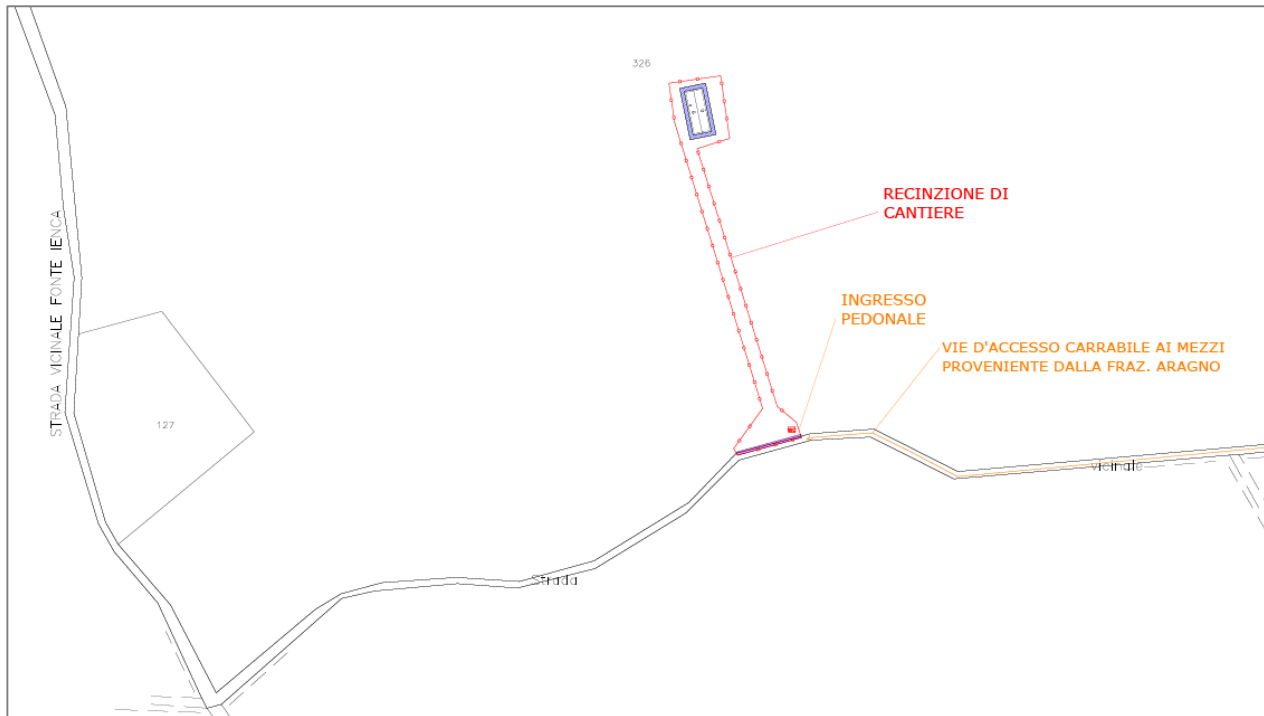 326
RECINZIONE DI
CANTIERE
INGRESSO
PEDONALE
VIE D'ACCESSO CARRABILE AI MEZZI
PROVENIENTE DALLA FRAZ. ARAGNO
STRADA VICINALE FONTE IENCA
127
vicinale
Strada